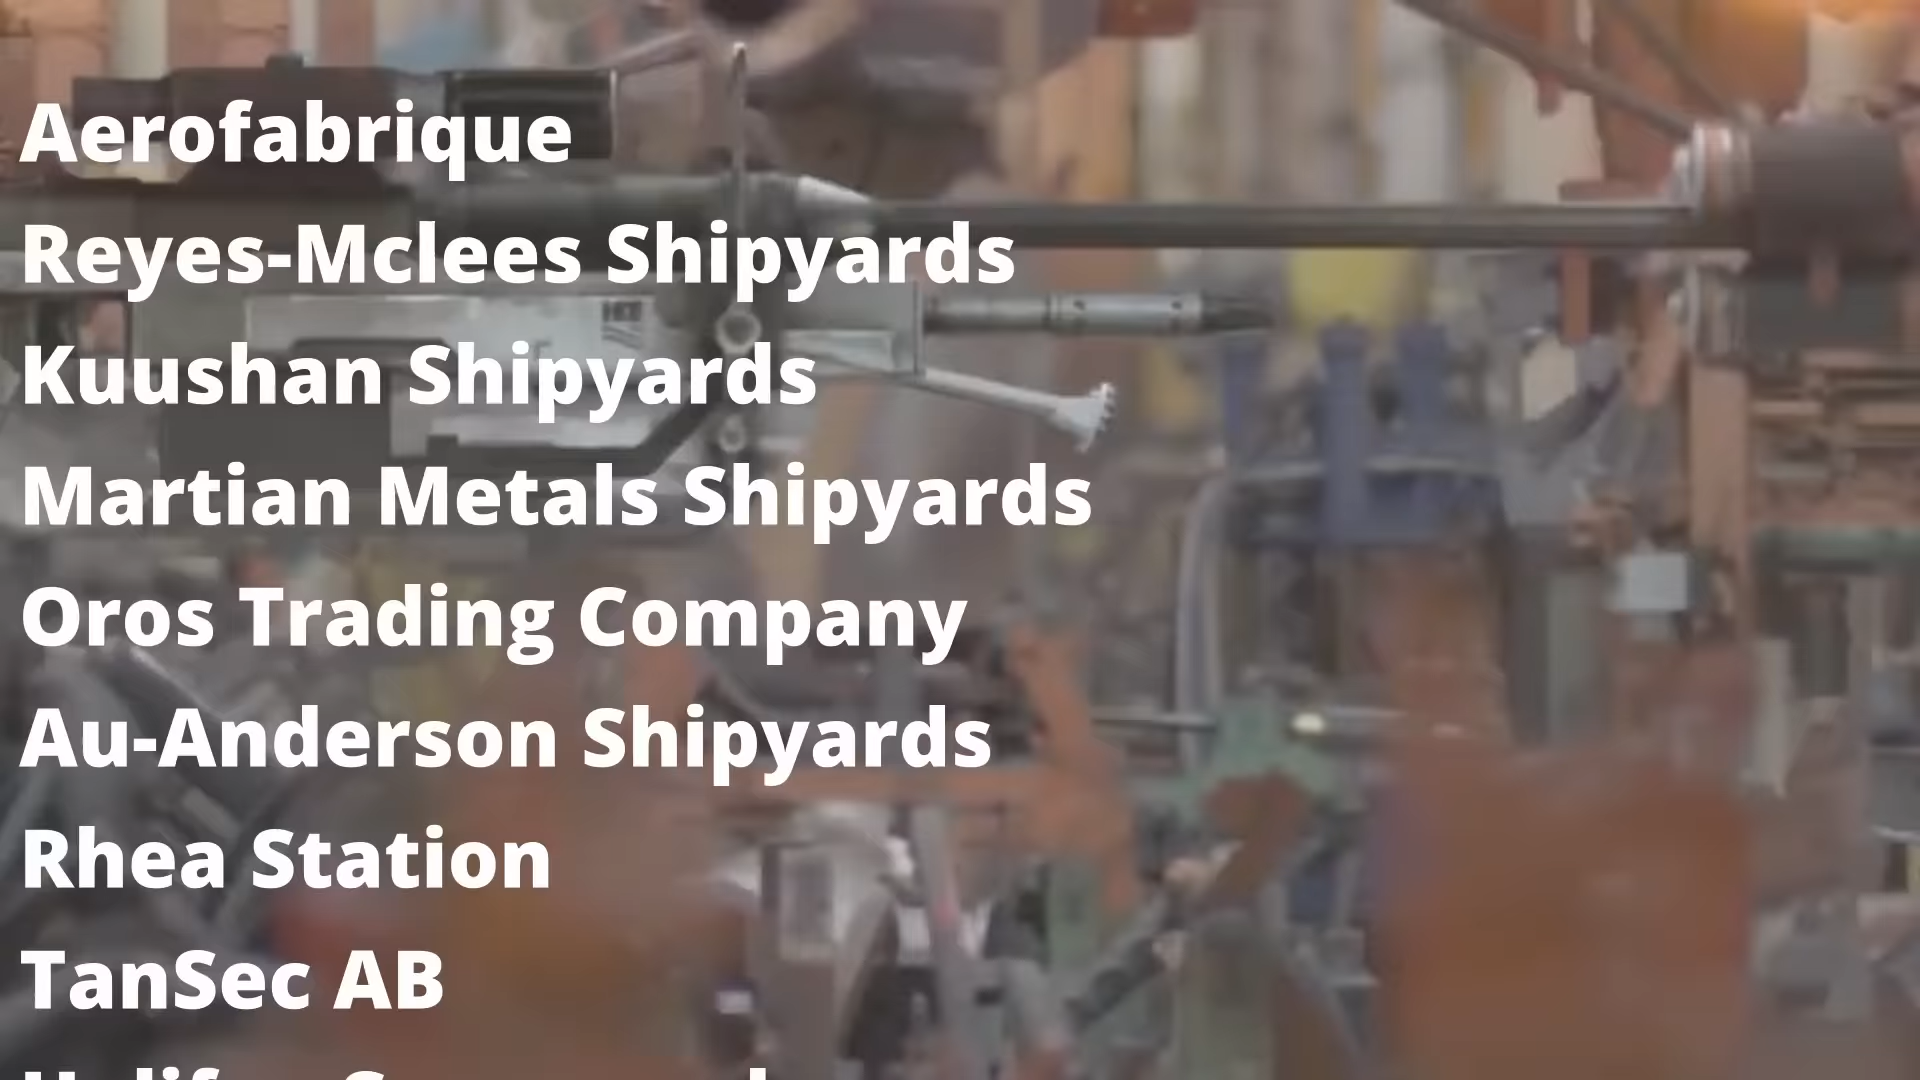 Aerofabrique
Reyes-Mclees Shipyards
Kuushan Shipyards
Martian Metals Shipyards
Oros Trading Company
Au-Anderson Shipyards
Rhea Station
TanSec AB